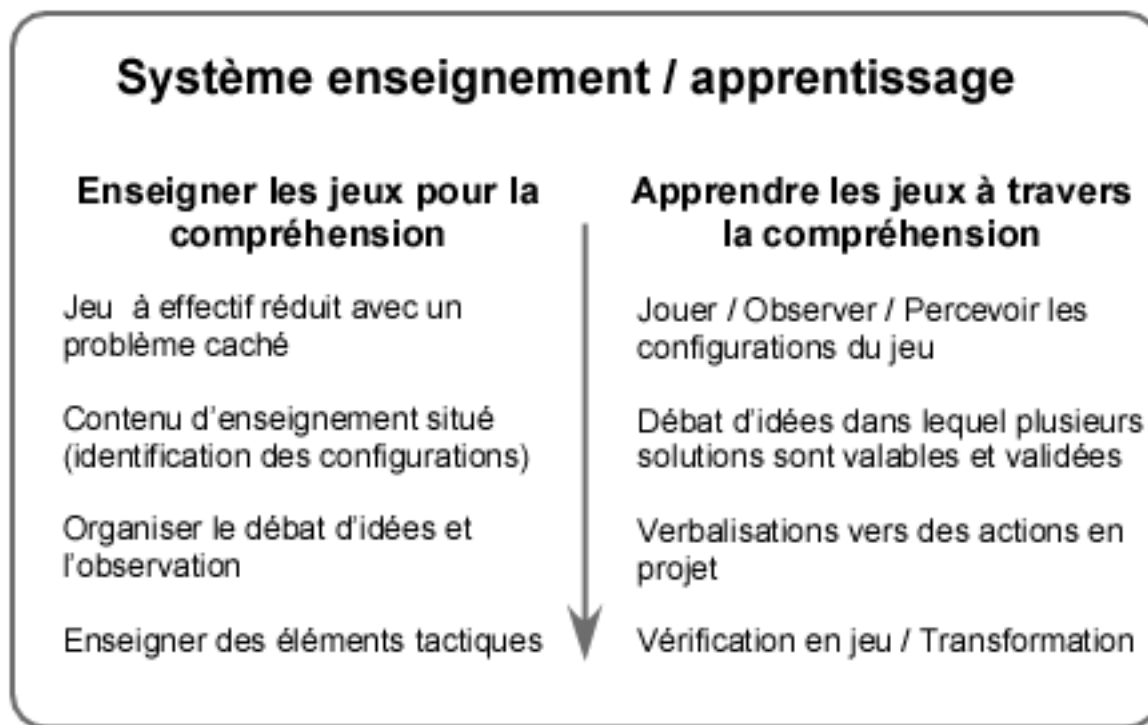 Système enseignement / apprentissage
Enseigner les jeux pour la
compréhension
Jeu à effectif réduit avec un
problème caché
Contenu d'enseignement situé
(identification des configurations)
Organiser le débat d'idées et
l'observation
Enseigner des éléments tactiques
Apprendre les jeux à travers
la compréhension
Jouer / Observer / Percevoir les
configurations du jeu
Débat d'idées dans lequel plusieurs
solutions sont valables et validées
Verbalisations vers des actions en
projet
Vérification en jeu / Transformation